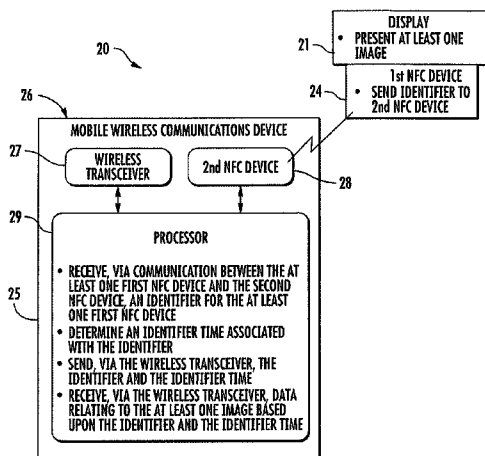 DISPLAY
• PRESENT AT LEAST ONE
IMAGE
21
20
1st NFC DEVICE
• SEND IDENTIFIER TO
2nd NFC DEVICE
24
26
MOBILE WIRELESS COMMUNICATIONS DEVICE
27
WIRELESS
TRANSCEIVER
2nd NFC DEVICE
28
29
PROCESSOR
• RECEIVE, VIA COMMUNICATION BETWEEN THE AT
LEAST ONE FIRST NFC DEVICE AND THE SECOND
NFC DEVICE, AN IDENTIFIER FOR THE AT
LEAST ONE FIRST NFC DEVICE
• DETERMINE AN IDENTIFIER TIME ASSOCIATED
WITH THE IDENTIFIER
• SEND, VIA THE WIRELESS TRANSCEIVER, THE
IDENTIFIER AND THE IDENTIFIER TIME
• RECEIVE, VIA THE WIRELESS TRANSCEIVER, DATA
RELATING TO THE AT LEAST ONE IMAGE BASED
UPON THE IDENTIFIER AND THE IDENTIFIER TIME
25